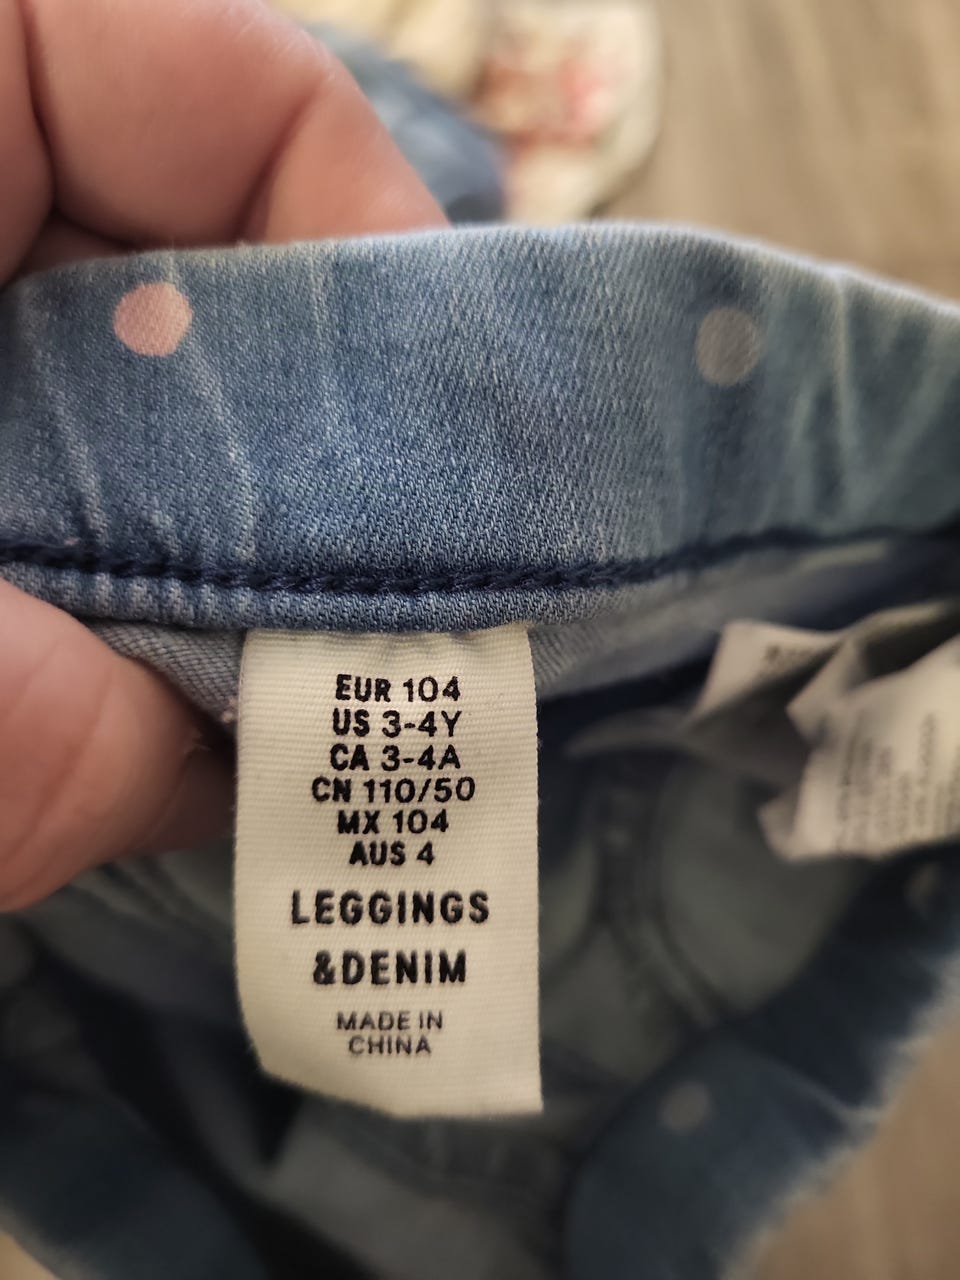 EUR 104
US 3-4Y
CA 3-4A
CN 110/50
MX 104
AUS 4
LEGGINGS
&DENIM
MADE IN
CHINA